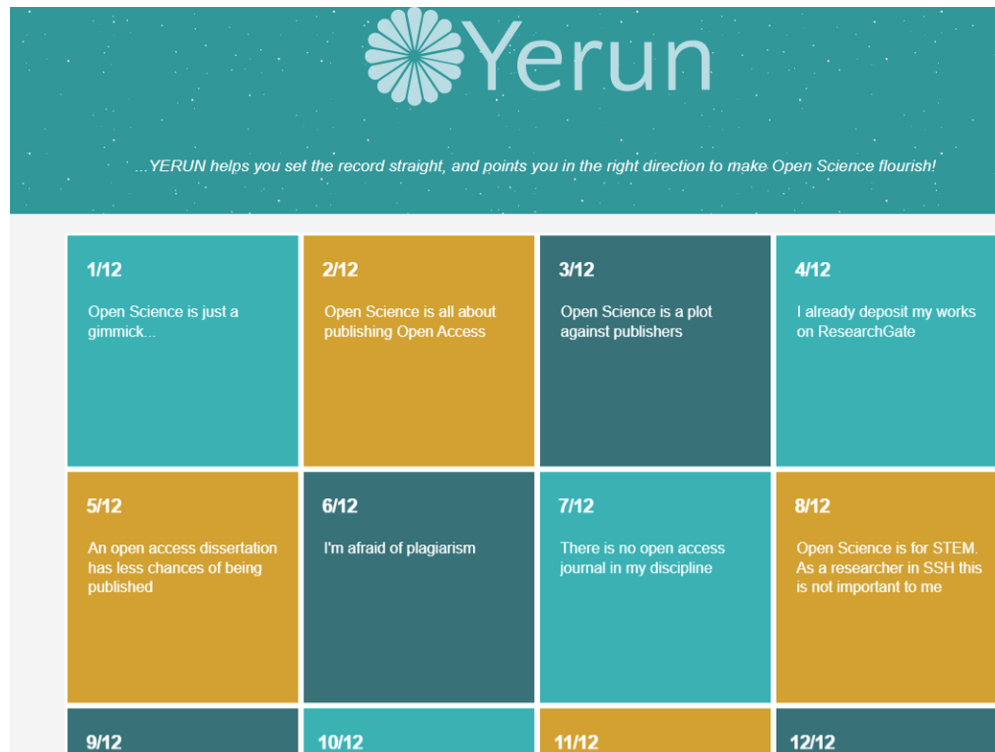 Yerun
...YERUN helps you set the record straight, and points you in the right direction to make Open Science flourish!
1/12
Open Science is just a
gimmick...
2/12
Open Science is all about
publishing Open Access
3/12
Open Science is a plot
against publishers
4/12
I already deposit my works
on ResearchGate
5/12
An open access dissertation
has less chances of being
published
6/12
I'm afraid of plagiarism
7/12
There is no open access
journal in my discipline
8/12
Open Science is for STEM.
As a researcher in SSH this
is not important to me
9/12
10/12
11/12
12/12